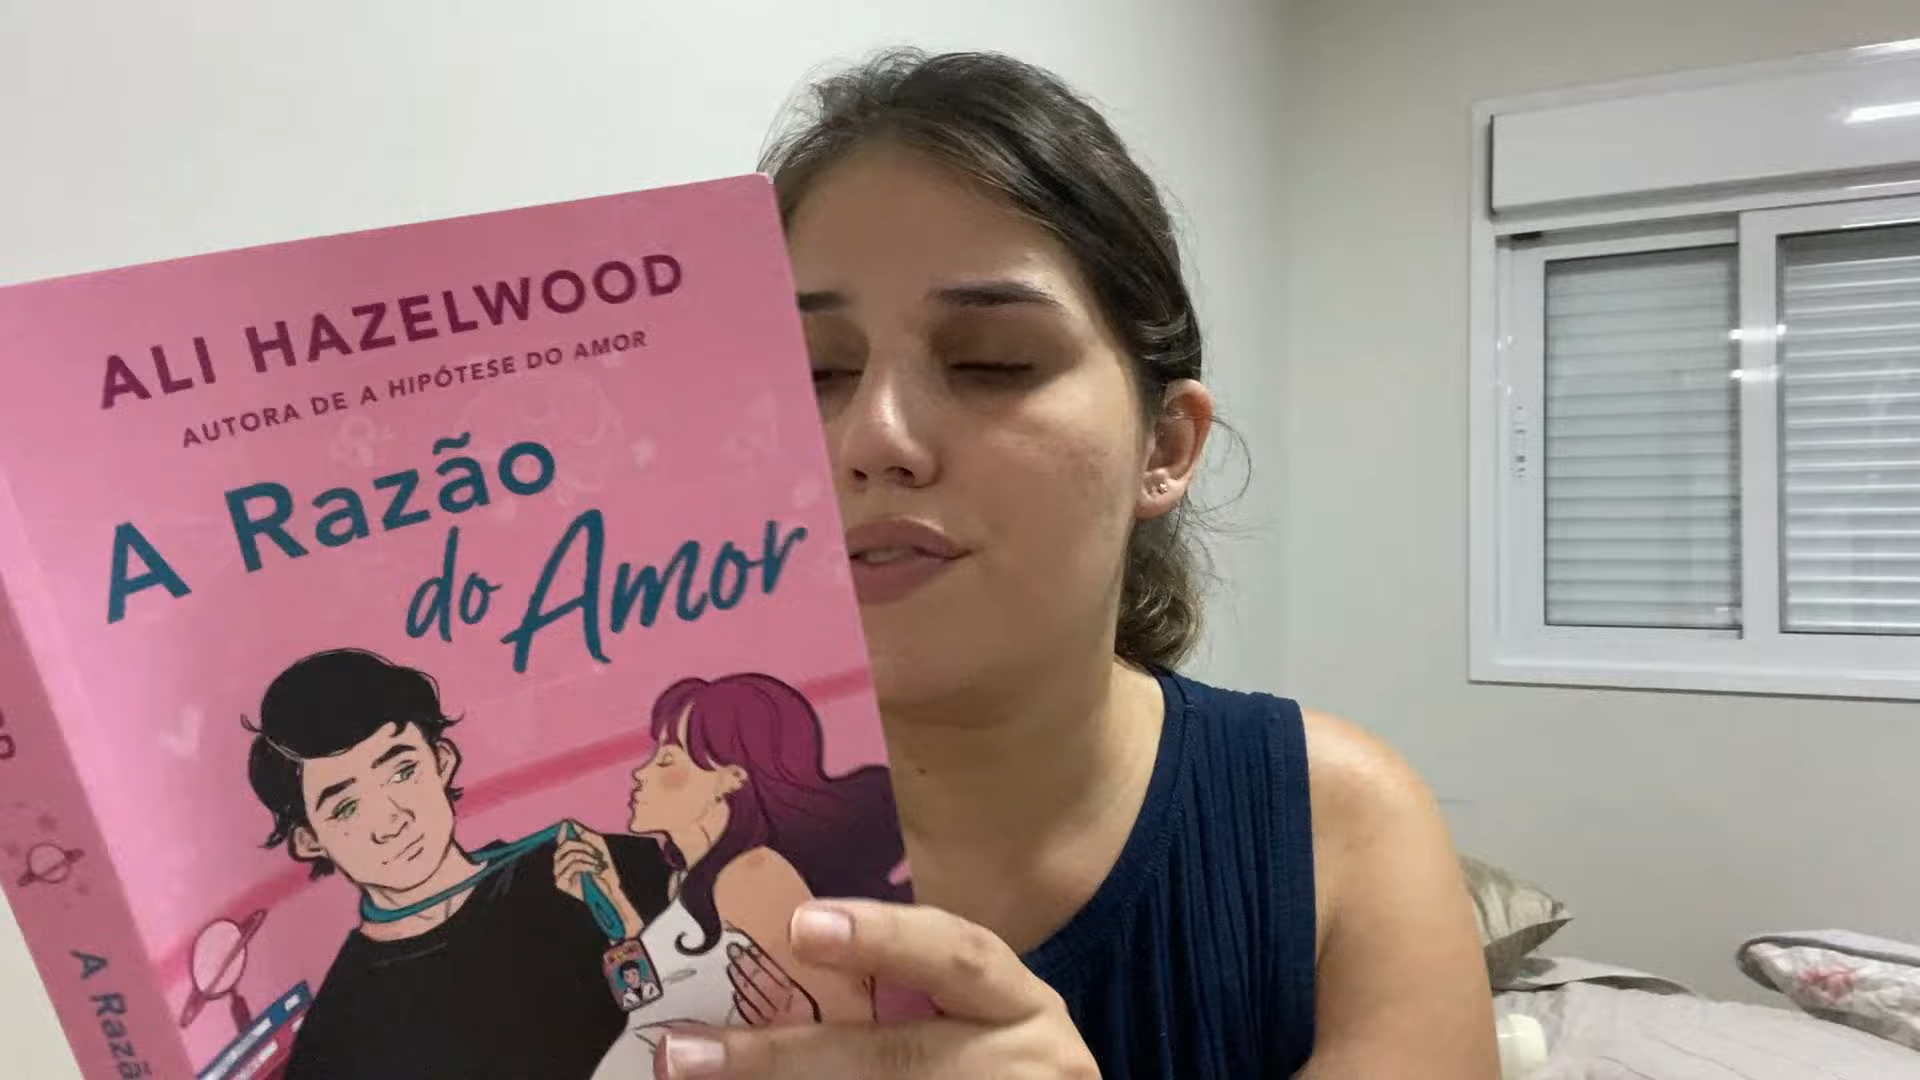 ALI HAZELWOOD
AUTORA DE A HIPÓTESE DO AMOR
A Razão
do Amor
A Razã